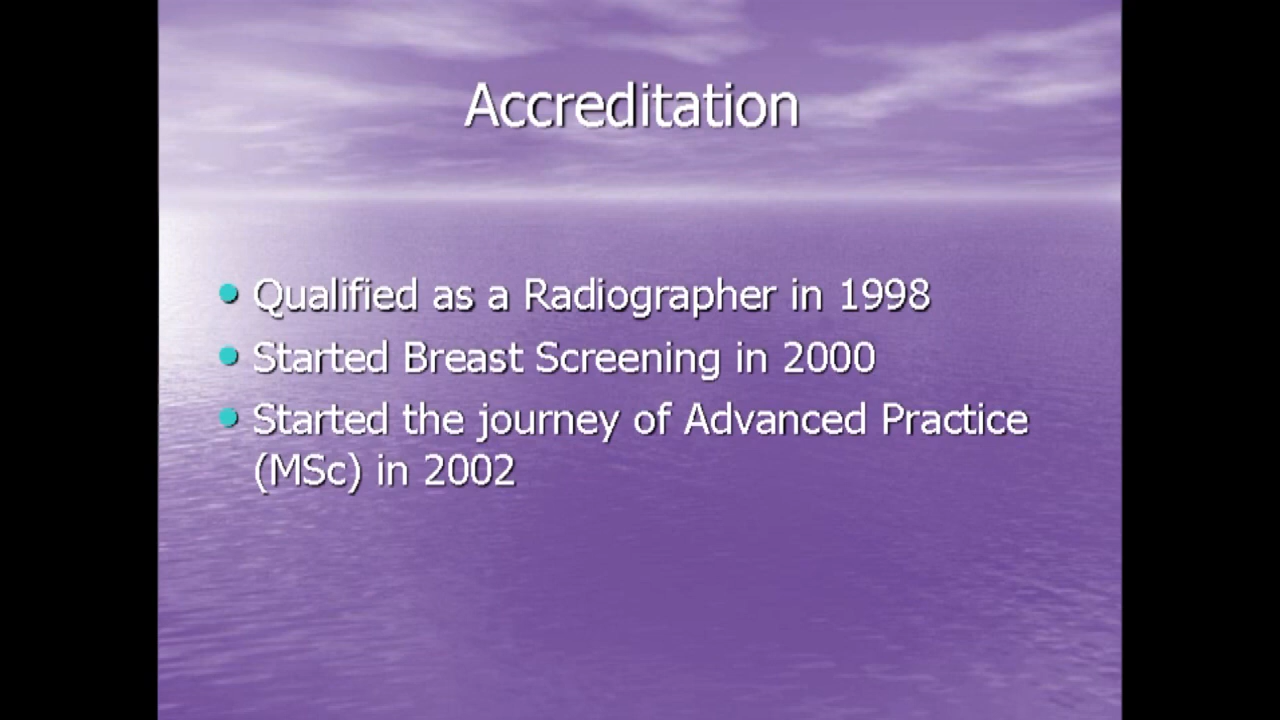 Accreditation
Qualified as a Radiographer in 1998
Started Breast Screening in 2000
Started the journey of Advanced Practice
(MSc) in 2002